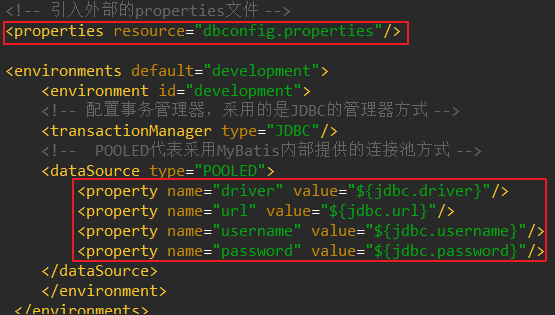 <!-- 引入外部的properties文件 -->
<properties resource="dbconfig.properties"/>
<environments default="development">
<environment id="development">
<!-- 配置事务管理器，采用的是JDBC的管理器方式 -->
<transactionManager type="JDBC"/>
<!-- POOLED代表采用MyBatis内部提供的连接池方式 -->
<dataSource type="POOLED">
<property name="driver" value="${jdbc.driver}"/>
<property name="url" value="${jdbc.url}"/>
<property name="username" value="${jdbc.username}"/>
<property name="password" value="${jdbc.password}"/>
</dataSource>
</environment>
</environments>